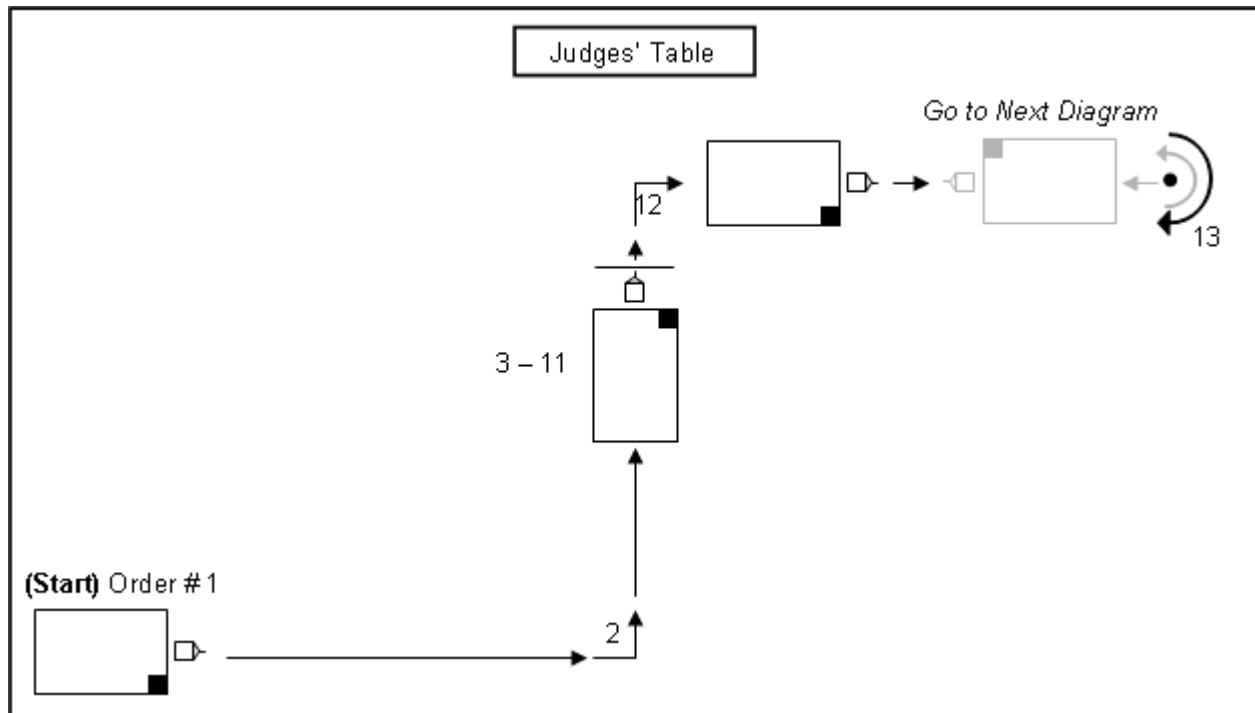 Judges' Table
Go to Next Diagram
12
13
3 – 11
(Start) Order # 1
2